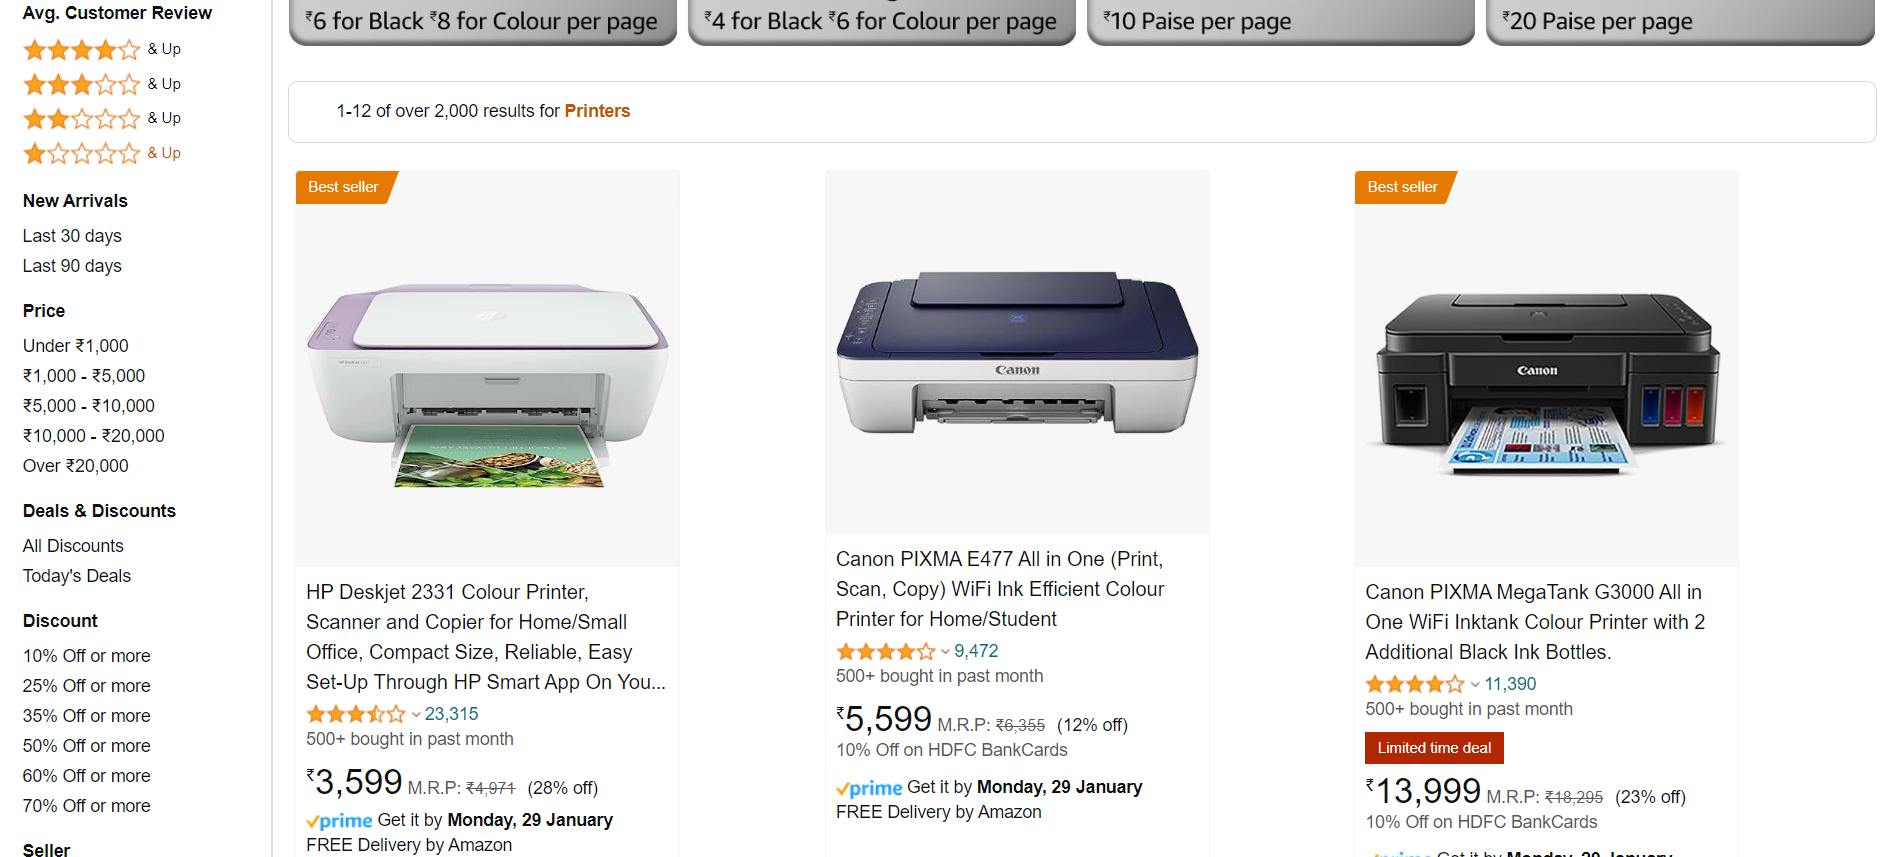 Avg. Customer Review
& Up
& Up
& Up
& Up
New Arrivals
Last 30 days
Last 90 days
Price
Under ₹1,000
₹1,000 - ₹5,000
₹5,000 - ₹10,000
₹10,000 - ₹20,000
Over ₹20,000
Deals & Discounts
All Discounts
Today's Deals
Discount
10% Off or more
25% Off or more
35% Off or more
50% Off or more
60% Off or more
70% Off or more
Seller
₹6 for Black ₹8 for Colour per page
₹4 for Black ₹6 for Colour per page
₹10 Paise per page
₹20 Paise per page
1-12 of over 2,000 results for Printers
Best seller
HP Deskjet 2331 Colour Printer,
Scanner and Copier for Home/Small
Office, Compact Size, Reliable, Easy
Set-Up Through HP Smart App On You...
23,315
500+ bought in past month
₹3,599 M.R.P: ₹4,971 (28% off)
prime Get it by Monday, 29 January
FREE Delivery by Amazon
Canon
Canon PIXMA E477 All in One (Print,
Scan, Copy) WiFi Ink Efficient Colour
Printer for Home/Student
9,472
500+ bought in past month
₹5,599 M.R.P: ₹6,355 (12% off)
10% Off on HDFC BankCards
prime Get it by Monday, 29 January
FREE Delivery by Amazon
Best seller
Canon
Canon PIXMA MegaTank G3000 All in
One WiFi Inktank Colour Printer with 2
Additional Black Ink Bottles.
11,390
500+ bought in past month
Limited time deal
₹13,999 M.R.P: ₹18,295 (23% off)
10% Off on HDFC BankCards
prime Get it by Monday, 29 January